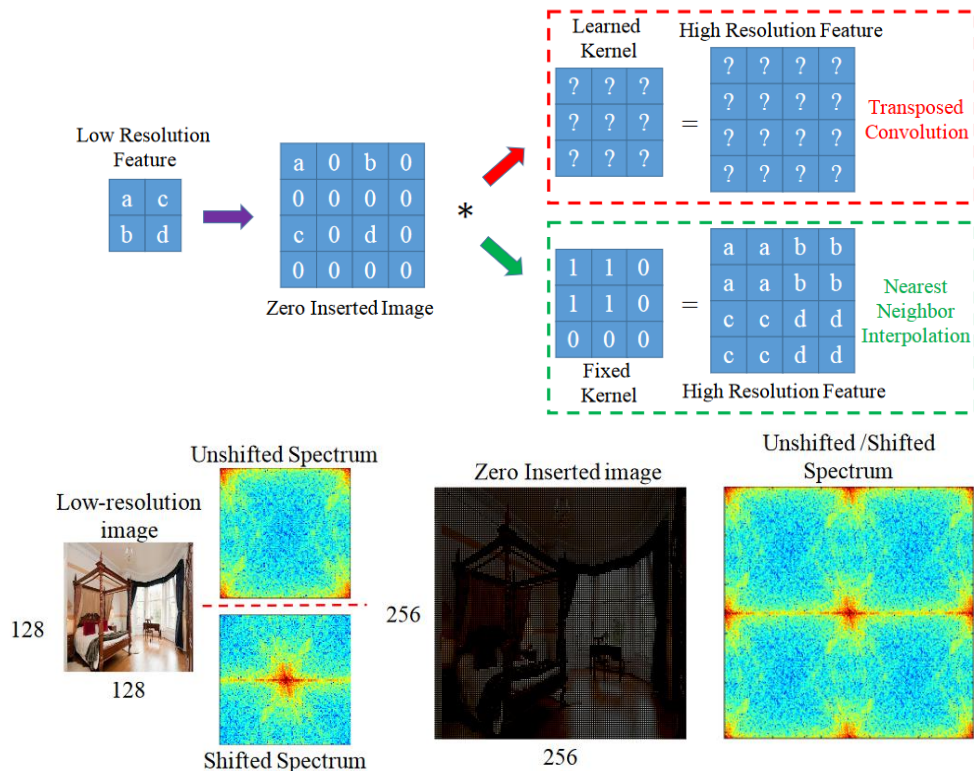 Low Resolution
Feature
a c
b d
a 0 b 0
0 0 0 0
c 0 d 0
0 0 0 0
Zero Inserted Image
*
Learned
Kernel
? ? ?
? ? ?
? ? ?
=
High Resolution Feature
? ? ? ?
? ? ? ?
? ? ? ?
? ? ? ?
Transposed
Convolution
1 1 0
1 1 0
0 0 0
Fixed
Kernel
=
a a b b
a a b b
c c d d
c c d d
High Resolution Feature
Nearest
Neighbor
Interpolation
Low-resolution
image
128
128
Unshifted Spectrum
Shifted Spectrum
Zero Inserted image
256
256
Unshifted /Shifted
Spectrum